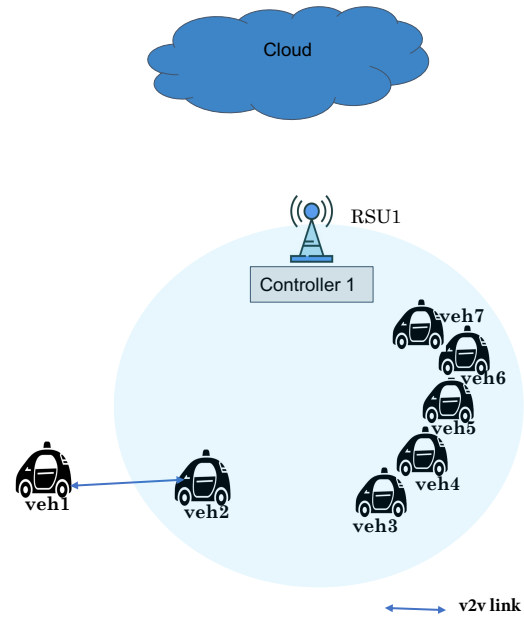 Cloud
RSU1
Controller 1
veh7
veh6
veh5
veh4
veh3
veh1
veh2
v2v link